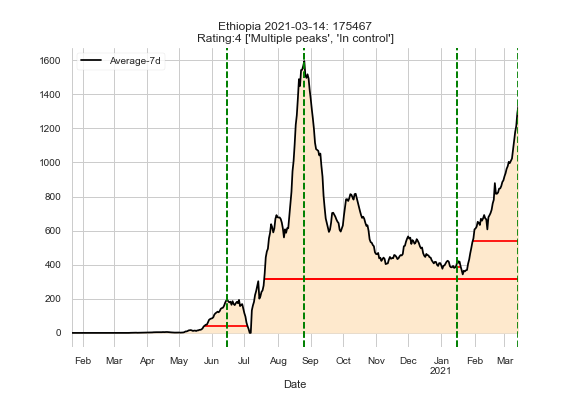 Ethiopia 2021-03-14: 175467
Rating:4 ['Multiple peaks', 'In control']
Average-7d
1600
1400
1200
1000
800
600
400
200
0
Feb Mar Apr May Jun Jul Aug Sep Oct Nov Dec Jan Feb Mar
2021
Date